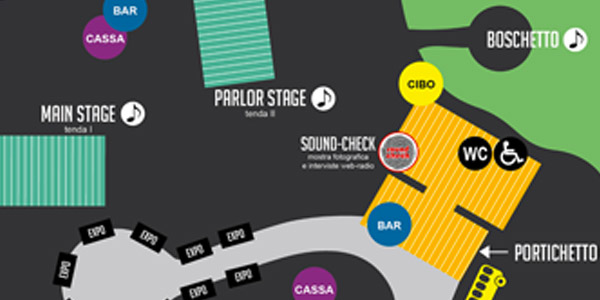 BAR
CASSA
BOSCHETTO
CIBO
PARLOR STAGE
tenda II
MAIN STAGE
tenda I
SOUND-CHECK
mostra fotografica
e interviste web-radio
WC
BAR
EXPO
EXPO
EXPO
EXPO
EXPO
EXPO
EXPO
PORTICHETTO
CASSA